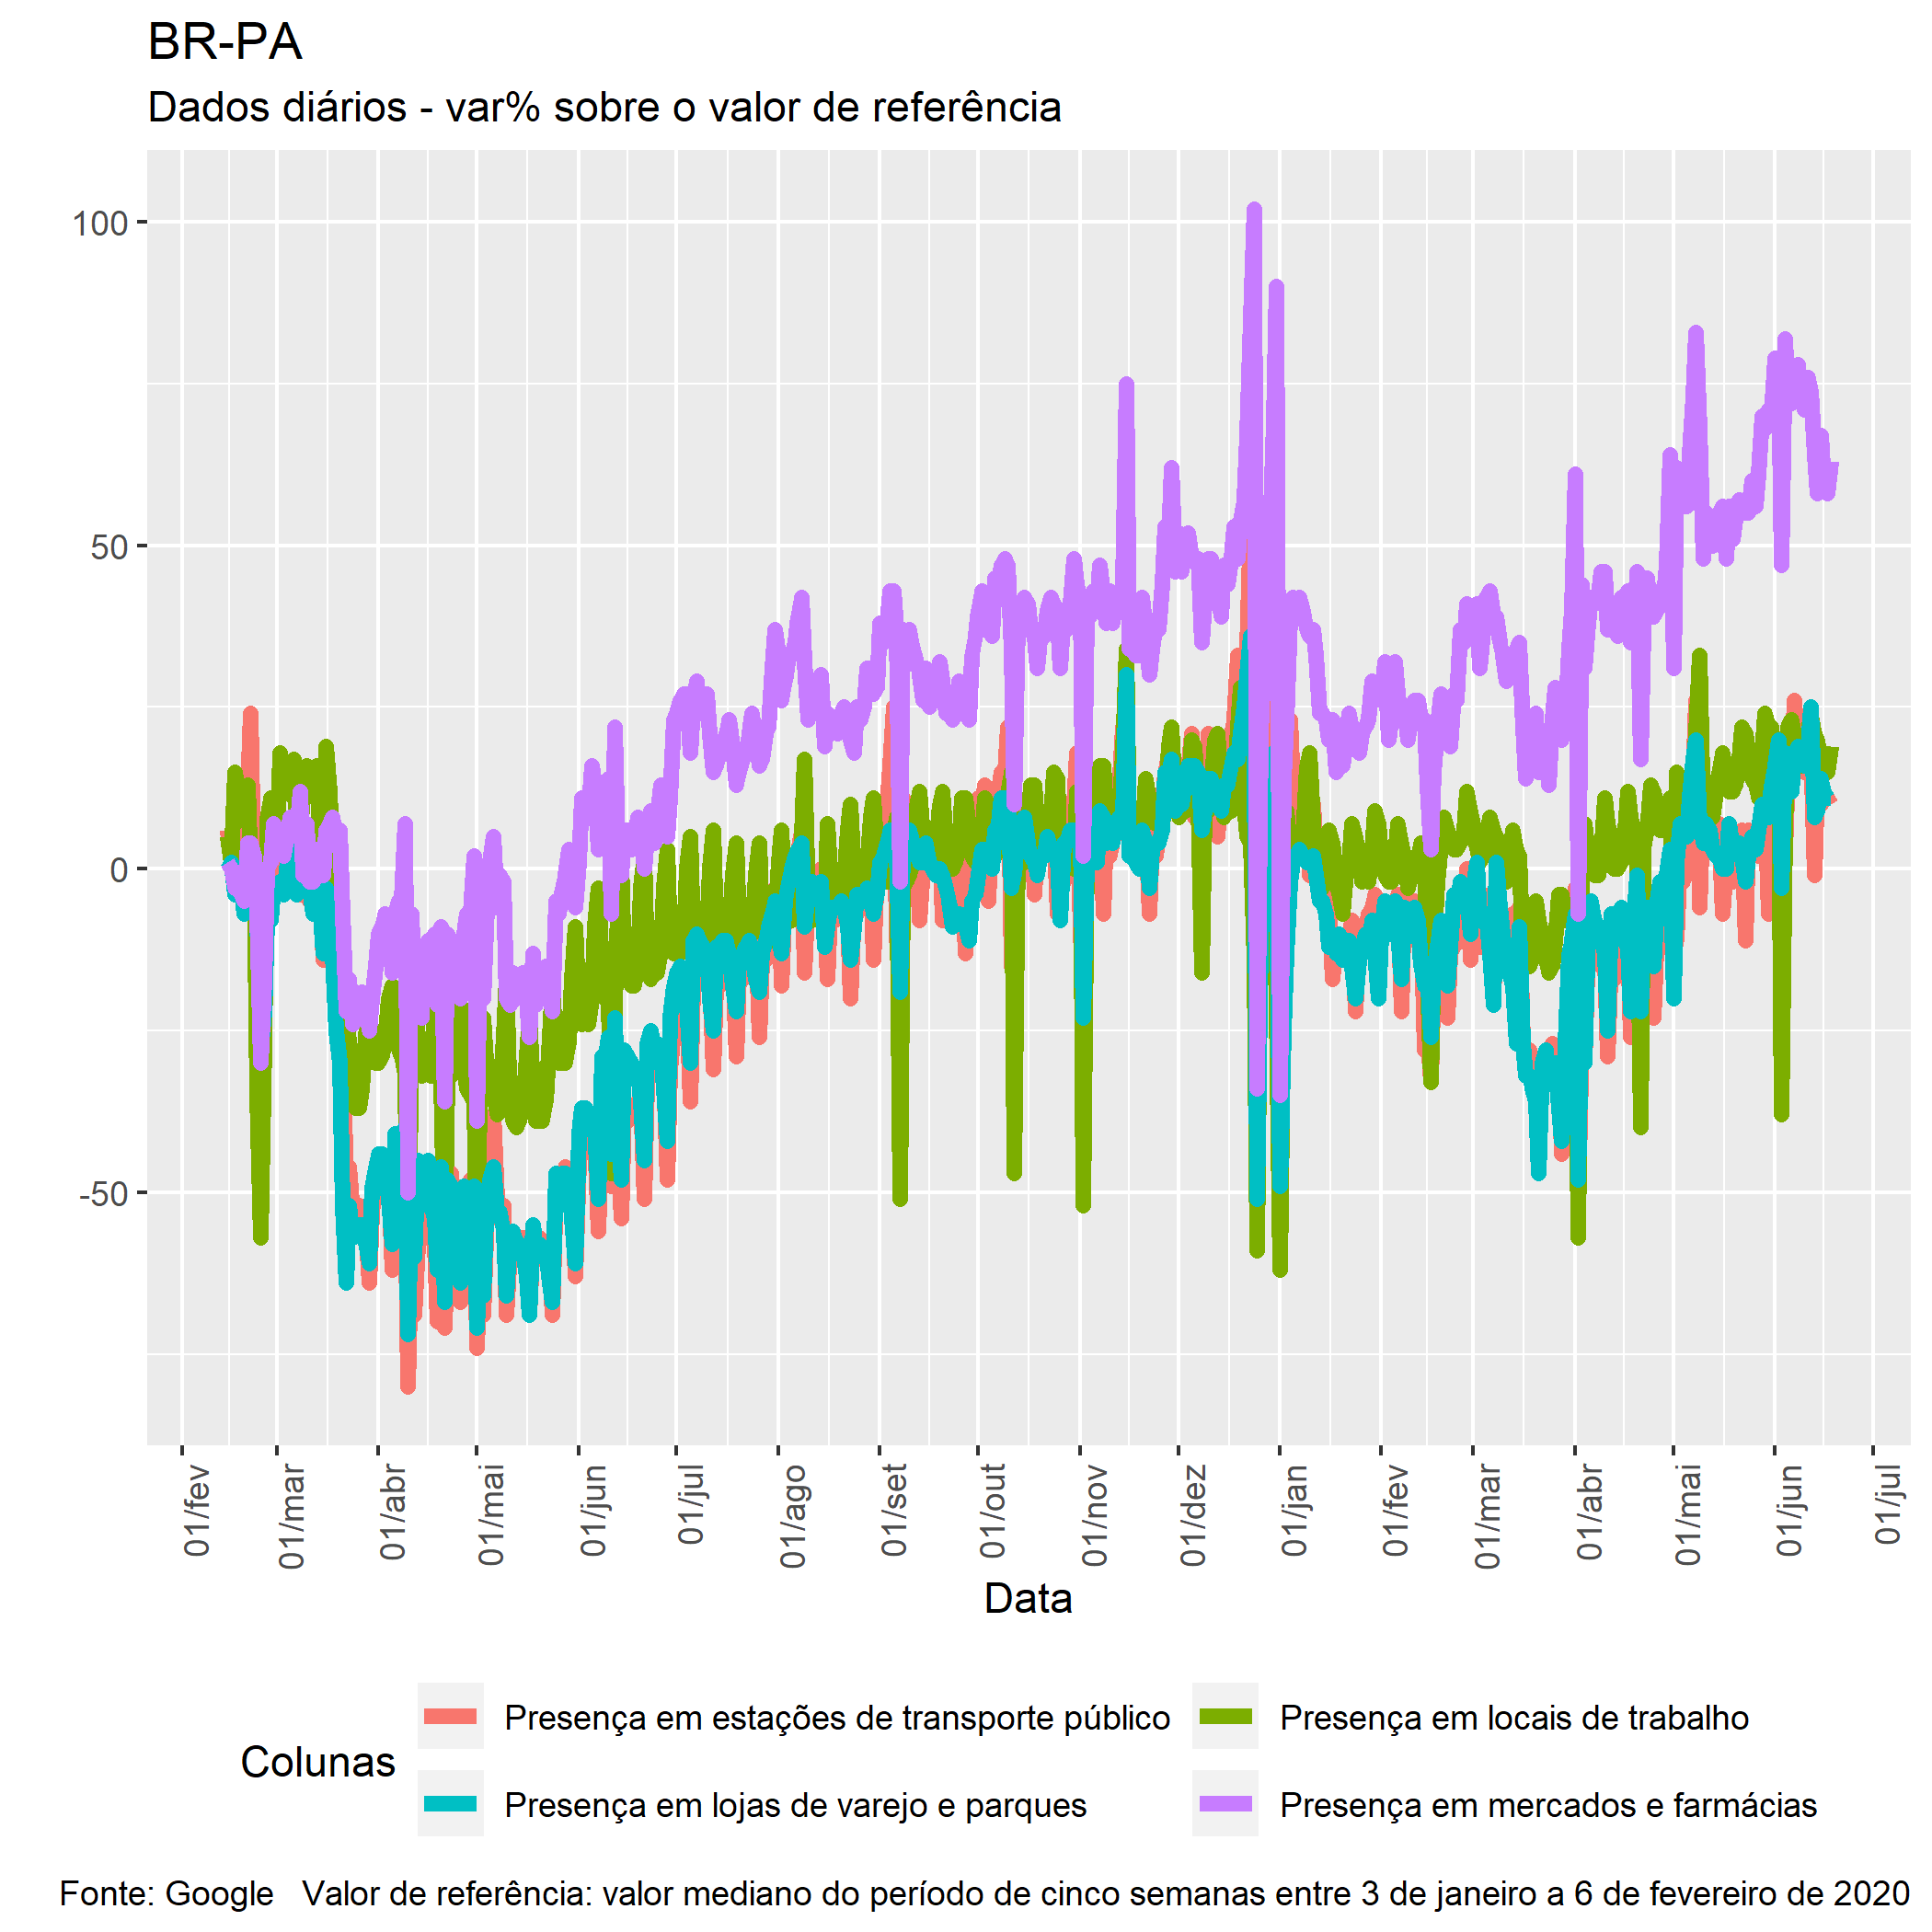 BR-PA
Dados diários - var% sobre o valor de referência
100
50
0
-50
01/fev
01/mar
01/abr
01/mai
01/jun
01/jul
01/ago
01/set
01/out
01/nov
01/dez
01/jan
01/fev
01/mar
01/abr
01/mai
01/jun
01/jul
Data
Colunas
Presença em estações de transporte público
Presença em locais de trabalho
Presença em lojas de varejo e parques
Presença em mercados e farmácias
Fonte: Google   Valor de referência: valor mediano do período de cinco semanas entre 3 de janeiro a 6 de fevereiro de 2020